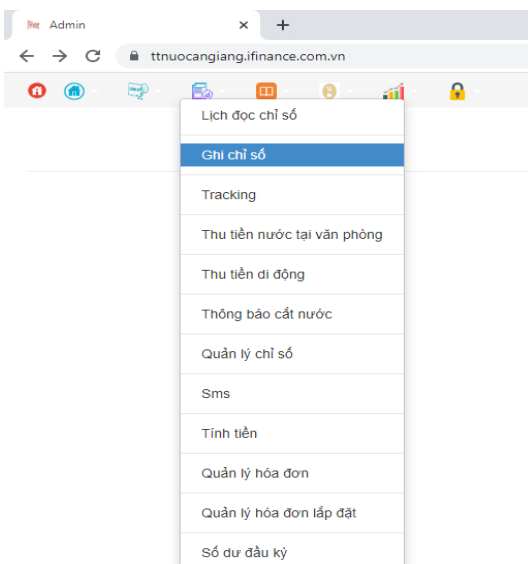 Admin
ttnuocangiang.ifinance.com.vn
Lịch đọc chỉ số
Ghi chỉ số
Tracking
Thu tiền nước tại văn phòng
Thu tiền di động
Thông báo cắt nước
Quản lý chỉ số
Sms
Tính tiền
Quản lý hóa đơn
Quản lý hóa đơn lắp đặt
Số dư đầu kỳ